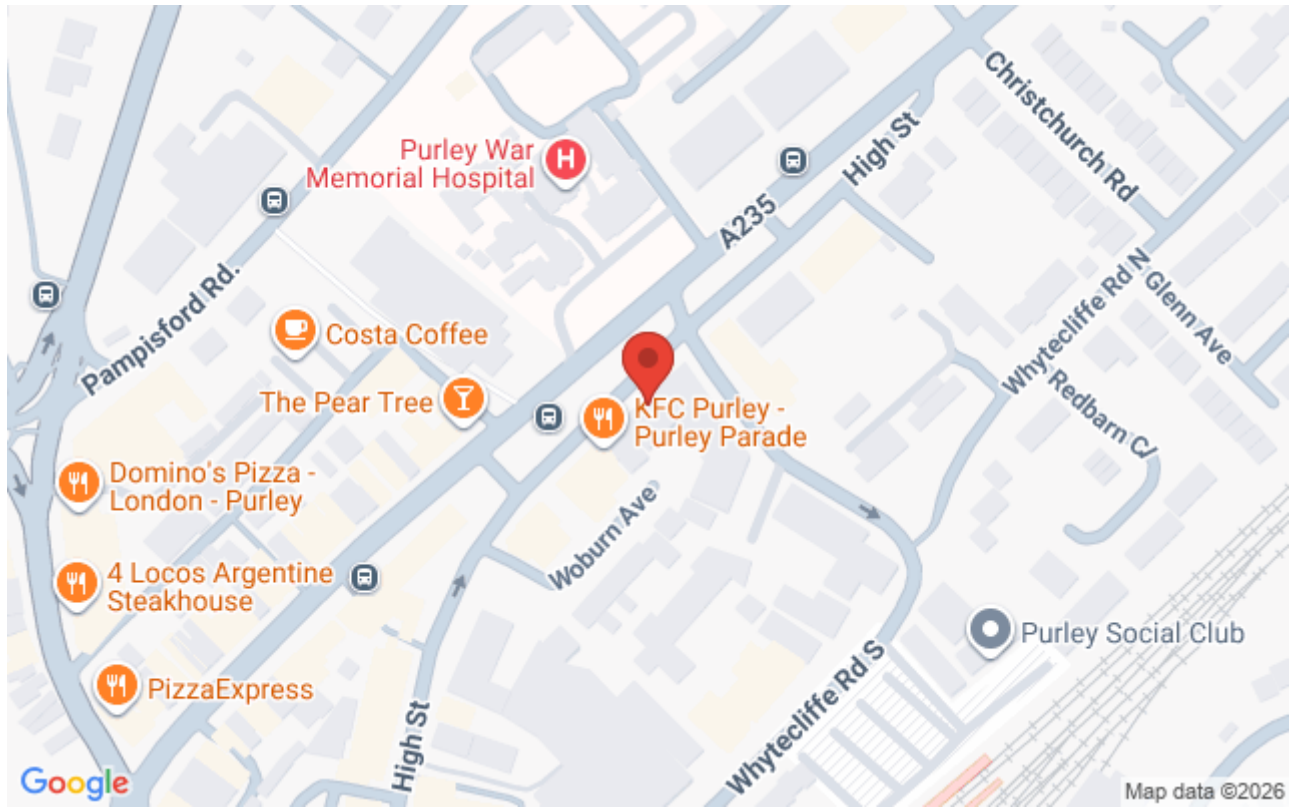 Christchurch Rd
High St
Purley War
Memorial Hospital
H
A235
Pampisford Rd.
Whytecliffe Rd N
Glenn Ave
Costa Coffee
Redbarn Cl
The Pear Tree
KFC Purley -
Purley Parade
Domino's Pizza -
London - Purley
Woburn Ave
4 Locos Argentine
Steakhouse
Purley Social Club
PizzaExpress
Whytecliffe Rd S
High St
Google
Map data ©2026